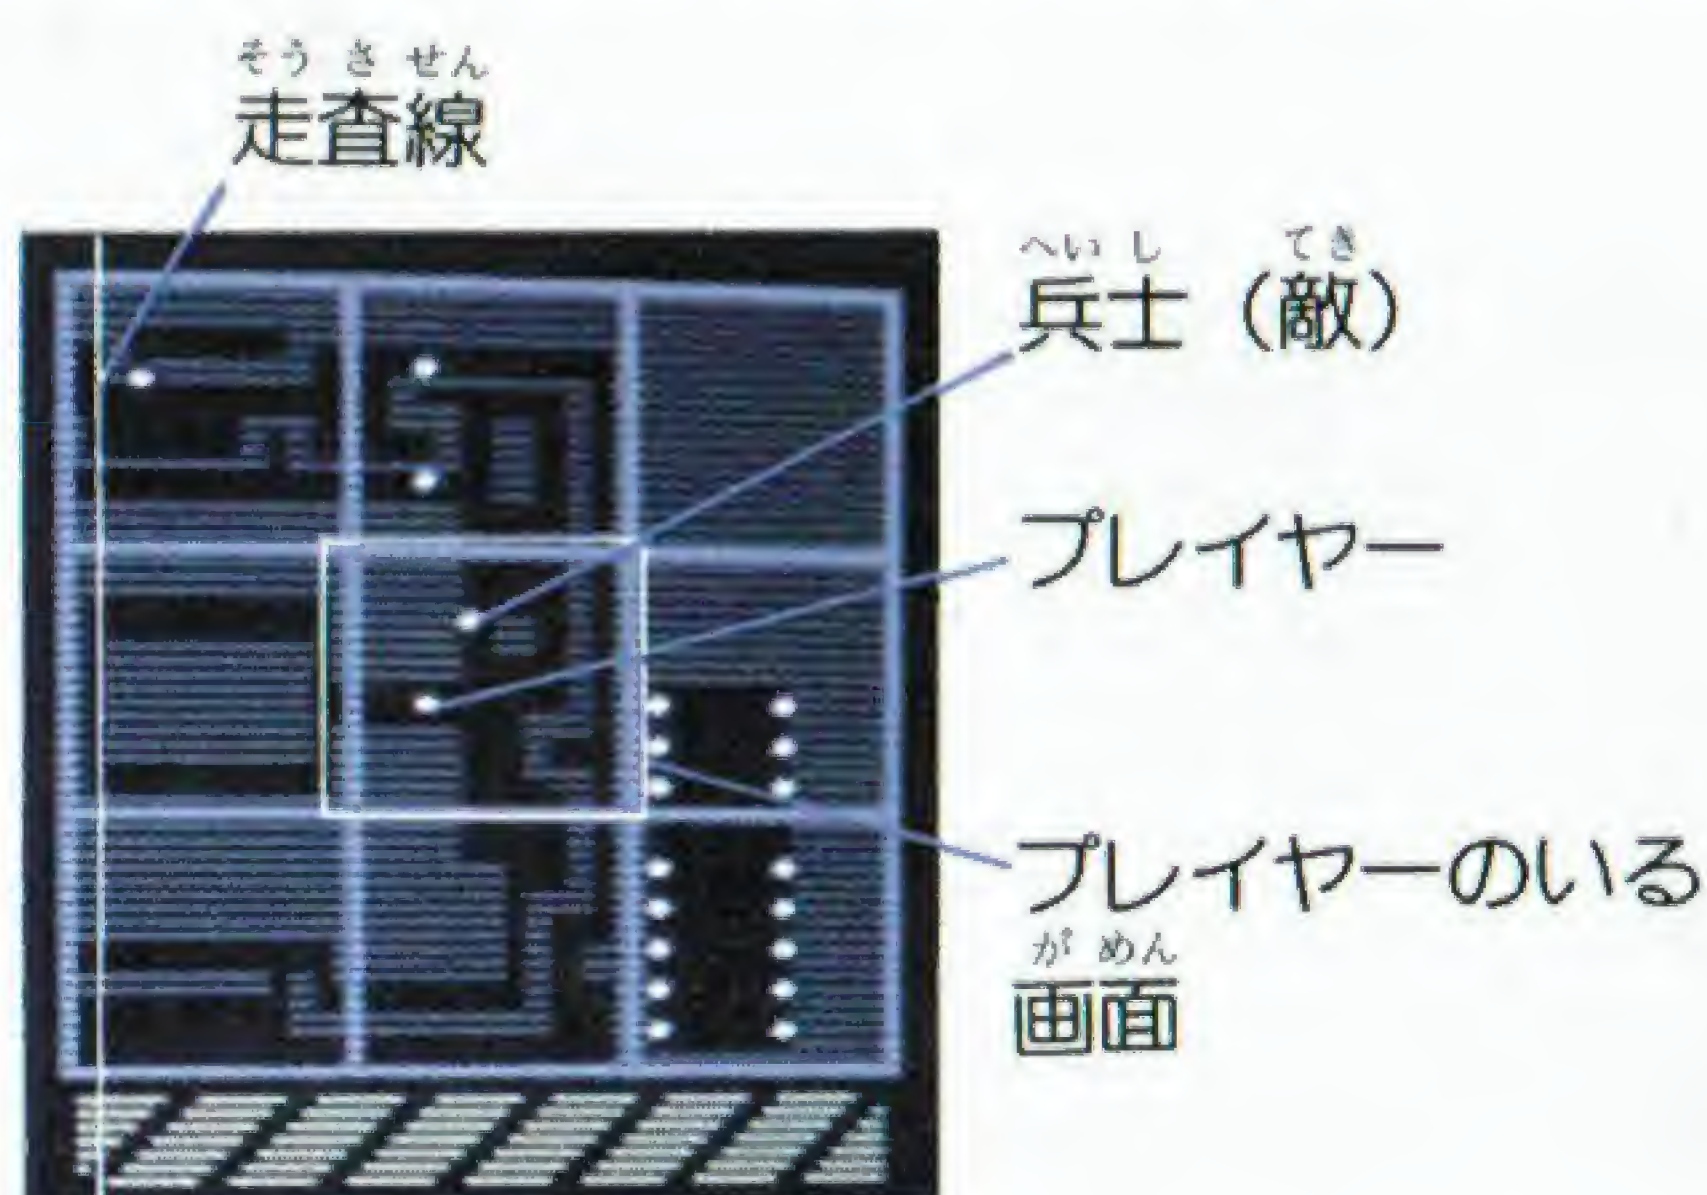 そうさせん
走査線
へいし てき
兵士（敵）
プレイヤー
プレイヤーのいる
がめん
画面